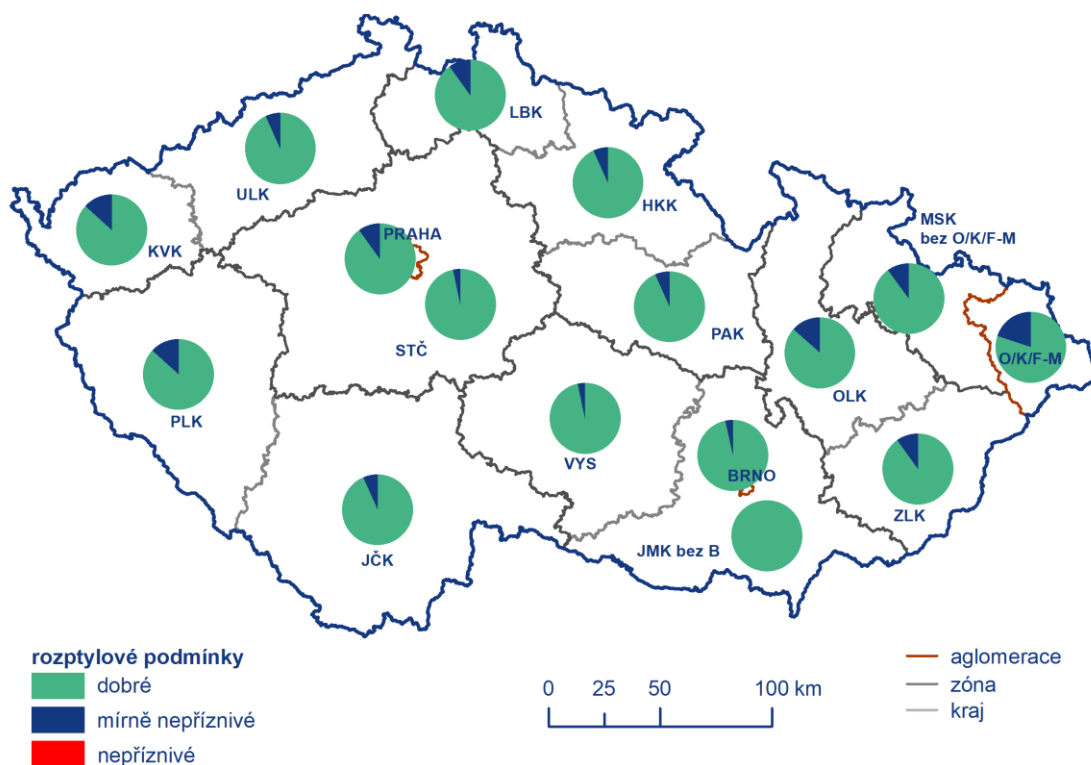 LBK
ULK
HKK
MSK
bez O/K/F-M
KVK
PRAHA
PAK
STČ
O/K/F-M
OLK
PLK
VYS
BRNO
ZLK
JČK
JMK bez B
rozptylové podmínky
dobré
mírně nepříznivé
nepříznivé
0 25 50 100 km
aglomerace
zóna
kraj